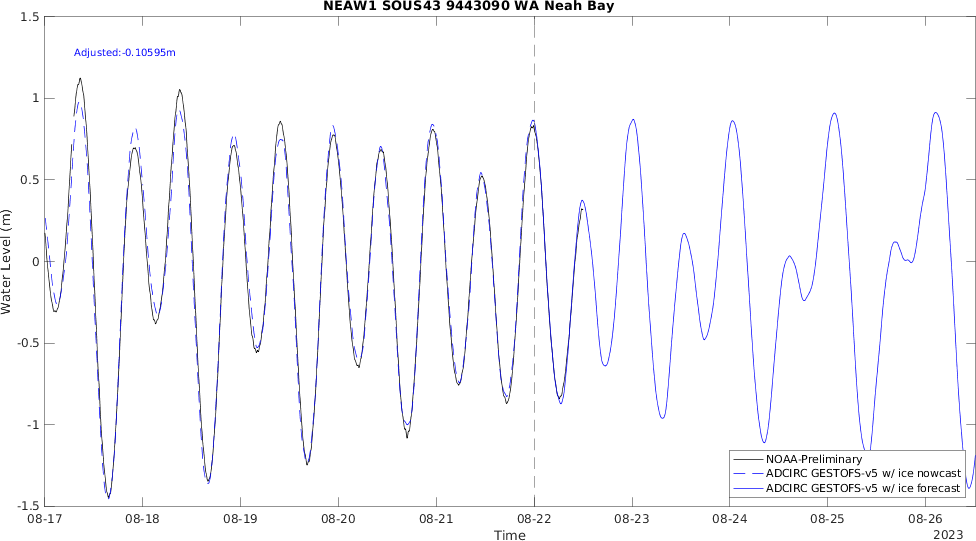 NEAW1 SOUS43 9443090 WA Neah Bay
Adjusted:-0.10595m
Water Level (m)
1.5
1
0.5
0
-0.5
-1
-1.5
NOAA-Preliminary
ADCIRC GESTOFS-v5 w/ ice nowcast
ADCIRC GESTOFS-v5 w/ ice forecast
08-17 08-18 08-19 08-20 08-21 08-22 08-23 08-24 08-25 08-26
Time
2023